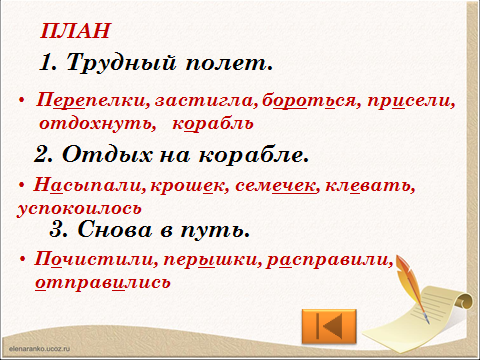 ПЛАН
1. Трудный полет.
• Перепелки, застигла, бороться, присели,
отдохнуть, корабль
2. Отдых на корабле.
• Насыпали, крошек, семечек, клевать,
успокоилось
3. Снова в путь.
• Почистили, перышки, расправили,
отправились
elenaranko.ucoz.ru